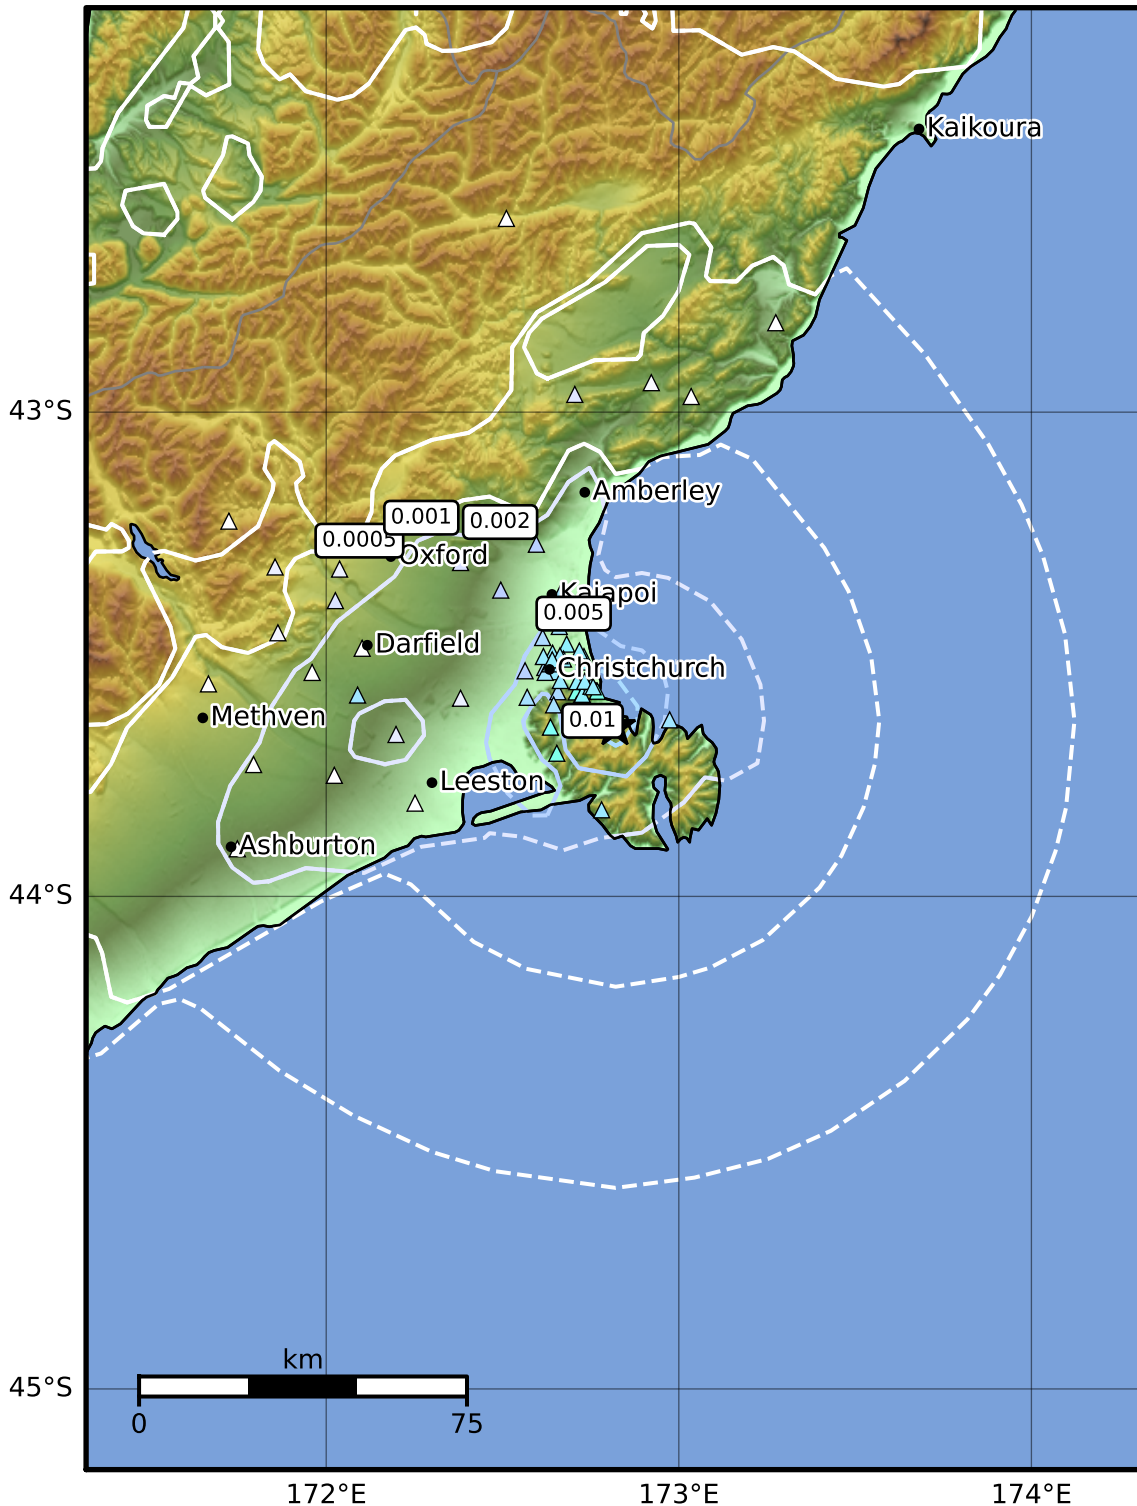 Kaikoura
43°S
Amberley
0.001
0.002
0.0005
Oxford
Kaiapoi
0.005
Darfield
Christchurch
Methven
0.01
Leeston
Ashburton
44°S
km
45°S
0
75
172°E
173°E
174°E